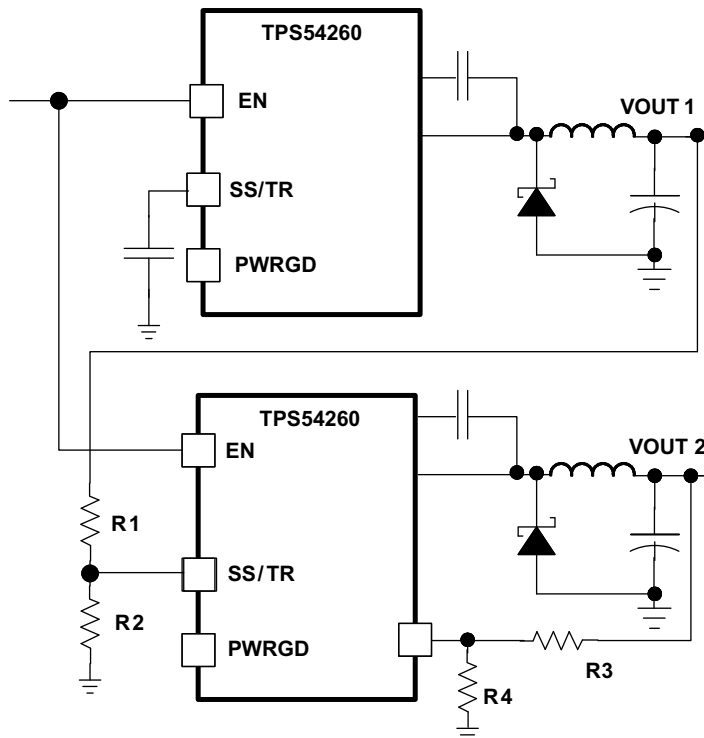 TPS54260
EN
VOUT 1
SS/TR
PWRGD
TPS54260
EN
VOUT 2
R1
SS/TR
R2
PWRGD
R3
R4